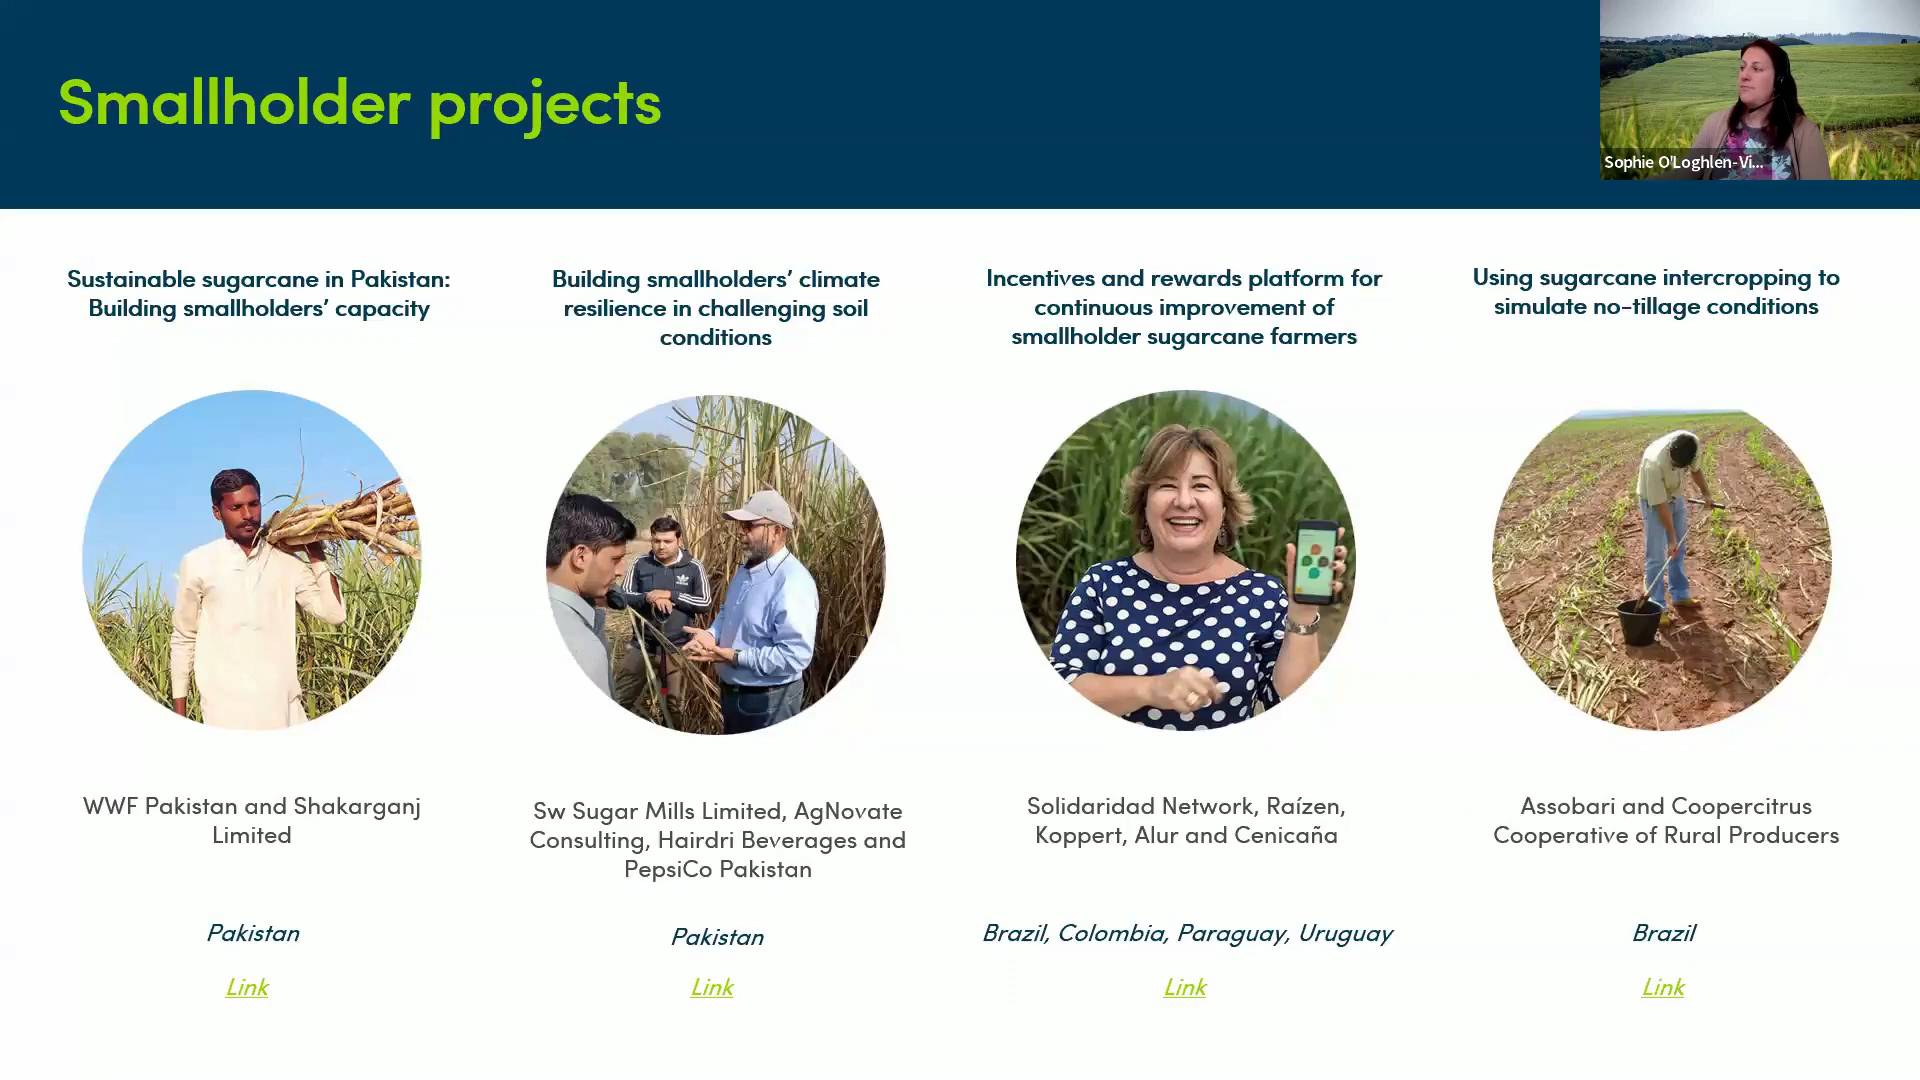 Smallholder projects
Sophie O'Loghlen-Vi...
Sustainable sugarcane in Pakistan:
Building smallholders’ capacity
Building smallholders’ climate
resilience in challenging soil
conditions
Incentives and rewards platform for
continuous improvement of
smallholder sugarcane farmers
Using sugarcane intercropping to
simulate no-tillage conditions
WWF Pakistan and Shakarganj
Limited
Sw Sugar Mills Limited, AgNovate
Consulting, Hairdri Beverages and
PepsiCo Pakistan
Solidaridad Network, Raízen,
Koppert, Alur and Cenicaña
Assobari and Coopercitrus
Cooperative of Rural Producers
Pakistan
Pakistan
Brazil, Colombia, Paraguay, Uruguay
Brazil
Link
Link
Link
Link